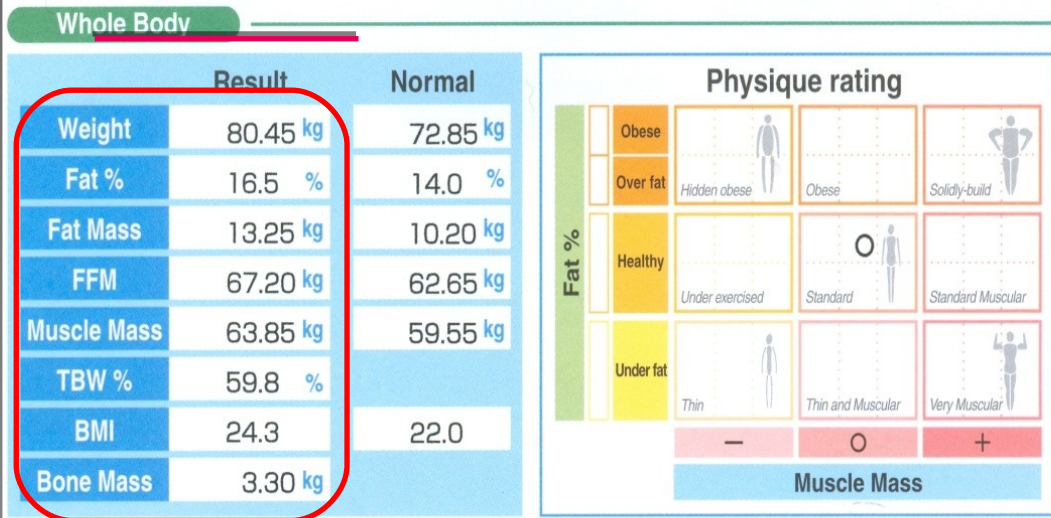 Whole Body
Result Normal
Weight 80.45 kg 72.85 kg
Fat % 16.5 % 14.0 %
Fat Mass 13.25 kg 10.20 kg
FFM 67.20 kg 62.65 kg
Muscle Mass 63.85 kg 59.55 kg
TBW % 59.8 %
BMI 24.3 22.0
Bone Mass 3.30 kg
Physique rating
Fat %
Obese
Over fat
Hidden obese Obese Solidly-build
Healthy
Under exercised Standard Standard Muscular
Under fat
Thin Thin and Muscular Very Muscular
− O +
Muscle Mass